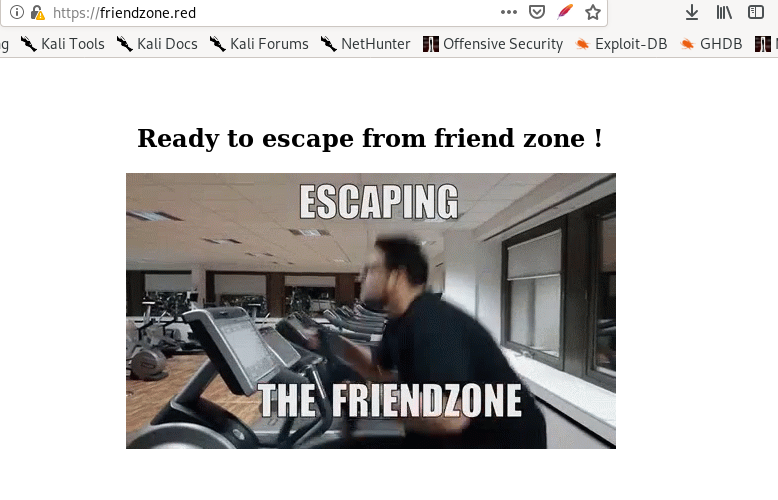 https://friendzone.red
g Kali Tools Kali Docs Kali Forums NetHunter Offensive Security Exploit-DB GHDB
Ready to escape from friend zone !
ESCAPING
THE FRIENDZONE